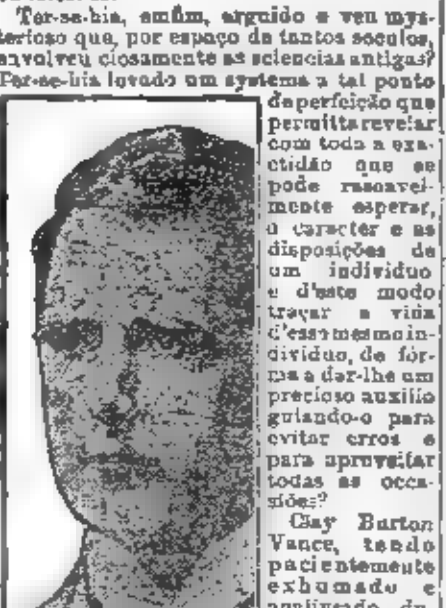 Ter-se-hia, emfim, erguido o veu mys-
terioso que, por espaço de tantos seculos,
envolveu ciosamente as sciencias antigas?
Ter-se-hia levado um systema a tal ponto
de perfeição que
permitta revelar
com toda a exa-
ctidão que se
pode rasoavel-
mente esperar,
o caracter e as
disposições de
um individuo
e d'este modo
traçar a vida
d'esse mesmo in-
dividuo, de fór-
ma a dar-lhe um
precioso auxilio
guiando-o para
evitar erros e
para aproveitar
todas as occa-
siões?
Clay Burton
Vance, tendo
pacientemente
exhumado e